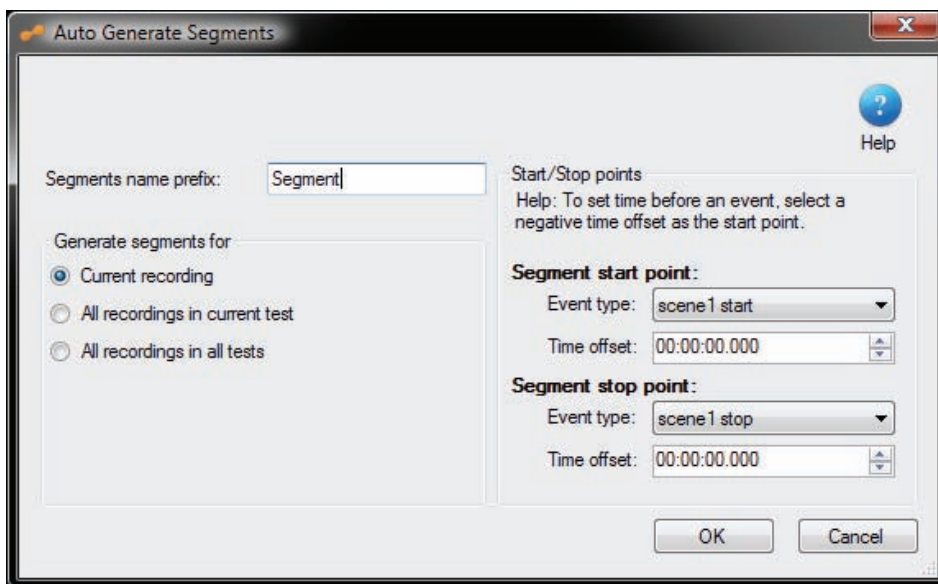 Auto Generate Segments
Help
Segments name prefix:
Segment
Generate segments for
Current recording
All recordings in current test
All recordings in all tests
Start/Stop points
Help: To set time before an event, select a
negative time offset as the start point.
Segment start point:
Event type:
scene1 start
Time offset:
00:00:00.000
Segment stop point:
Event type:
scene1 stop
Time offset:
00:00:00.000
OK
Cancel